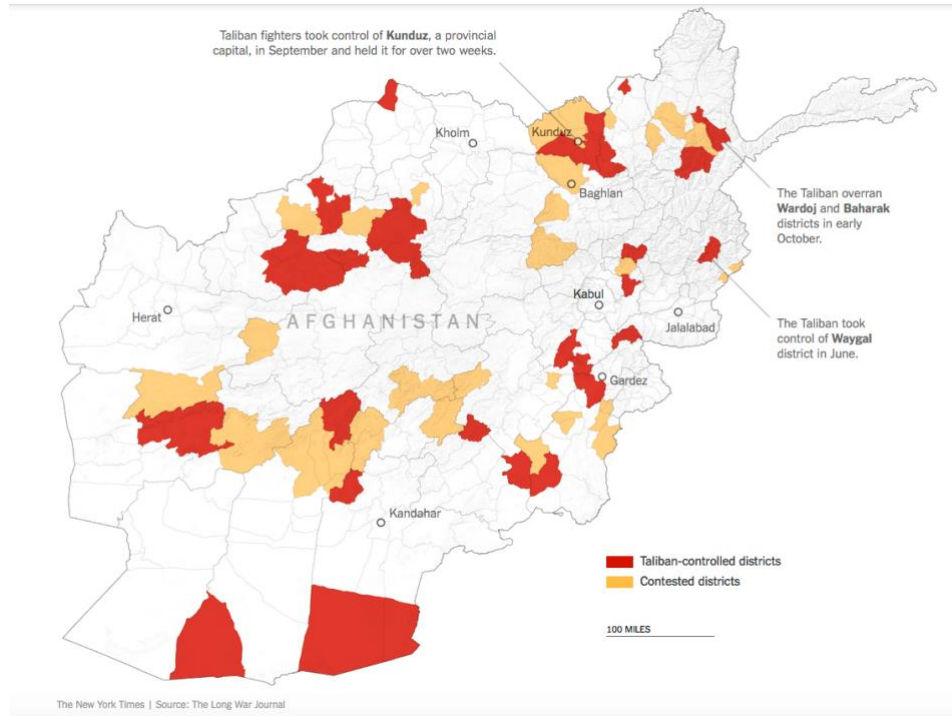 Taliban fighters took control of Kunduz, a provincial
capital, in September and held it for over two weeks.
Kholm
Kunduz
Baghlan
The Taliban overran
Wardoj and Baharak
districts in early
October.
Kabul
Herat
AFGHANISTAN
Jalalabad
The Taliban took
control of Waygal
district in June.
Gardez
Kandahar
Taliban-controlled districts
Contested districts
100 MILES
The New York Times | Source: The Long War Journal